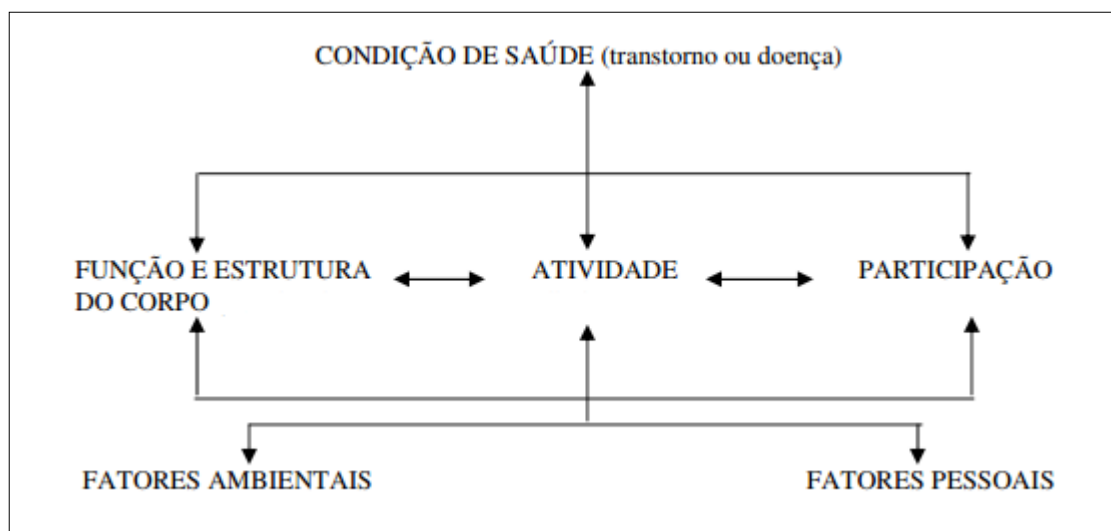 CONDIÇÃO DE SAÚDE (transtorno ou doença)
FUNÇÃO E ESTRUTURA
DO CORPO
ATIVIDADE
PARTICIPAÇÃO
FATORES AMBIENTAIS
FATORES PESSOAIS